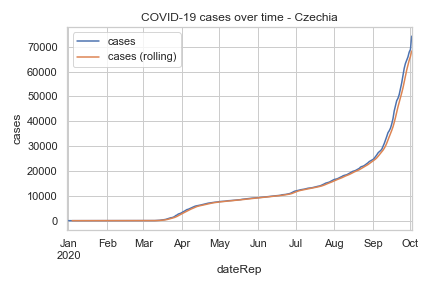 COVID-19 cases over time - Czechia
cases
cases (rolling)
70000
60000
50000
40000
30000
20000
10000
0
cases
Jan Feb Mar Apr May Jun Jul Aug Sep Oct
2020
dateRep